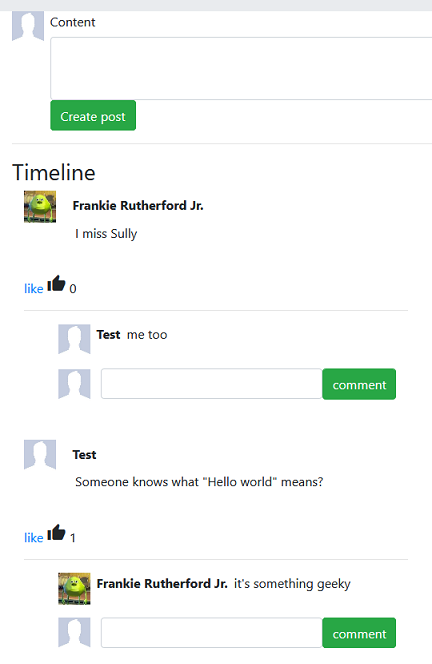 Content
Create post
Timeline
Frankie Rutherford Jr.
I miss Sully
like 0
Test me too
comment
Test
Someone knows what "Hello world" means?
like 1
Frankie Rutherford Jr. it's something geeky
comment